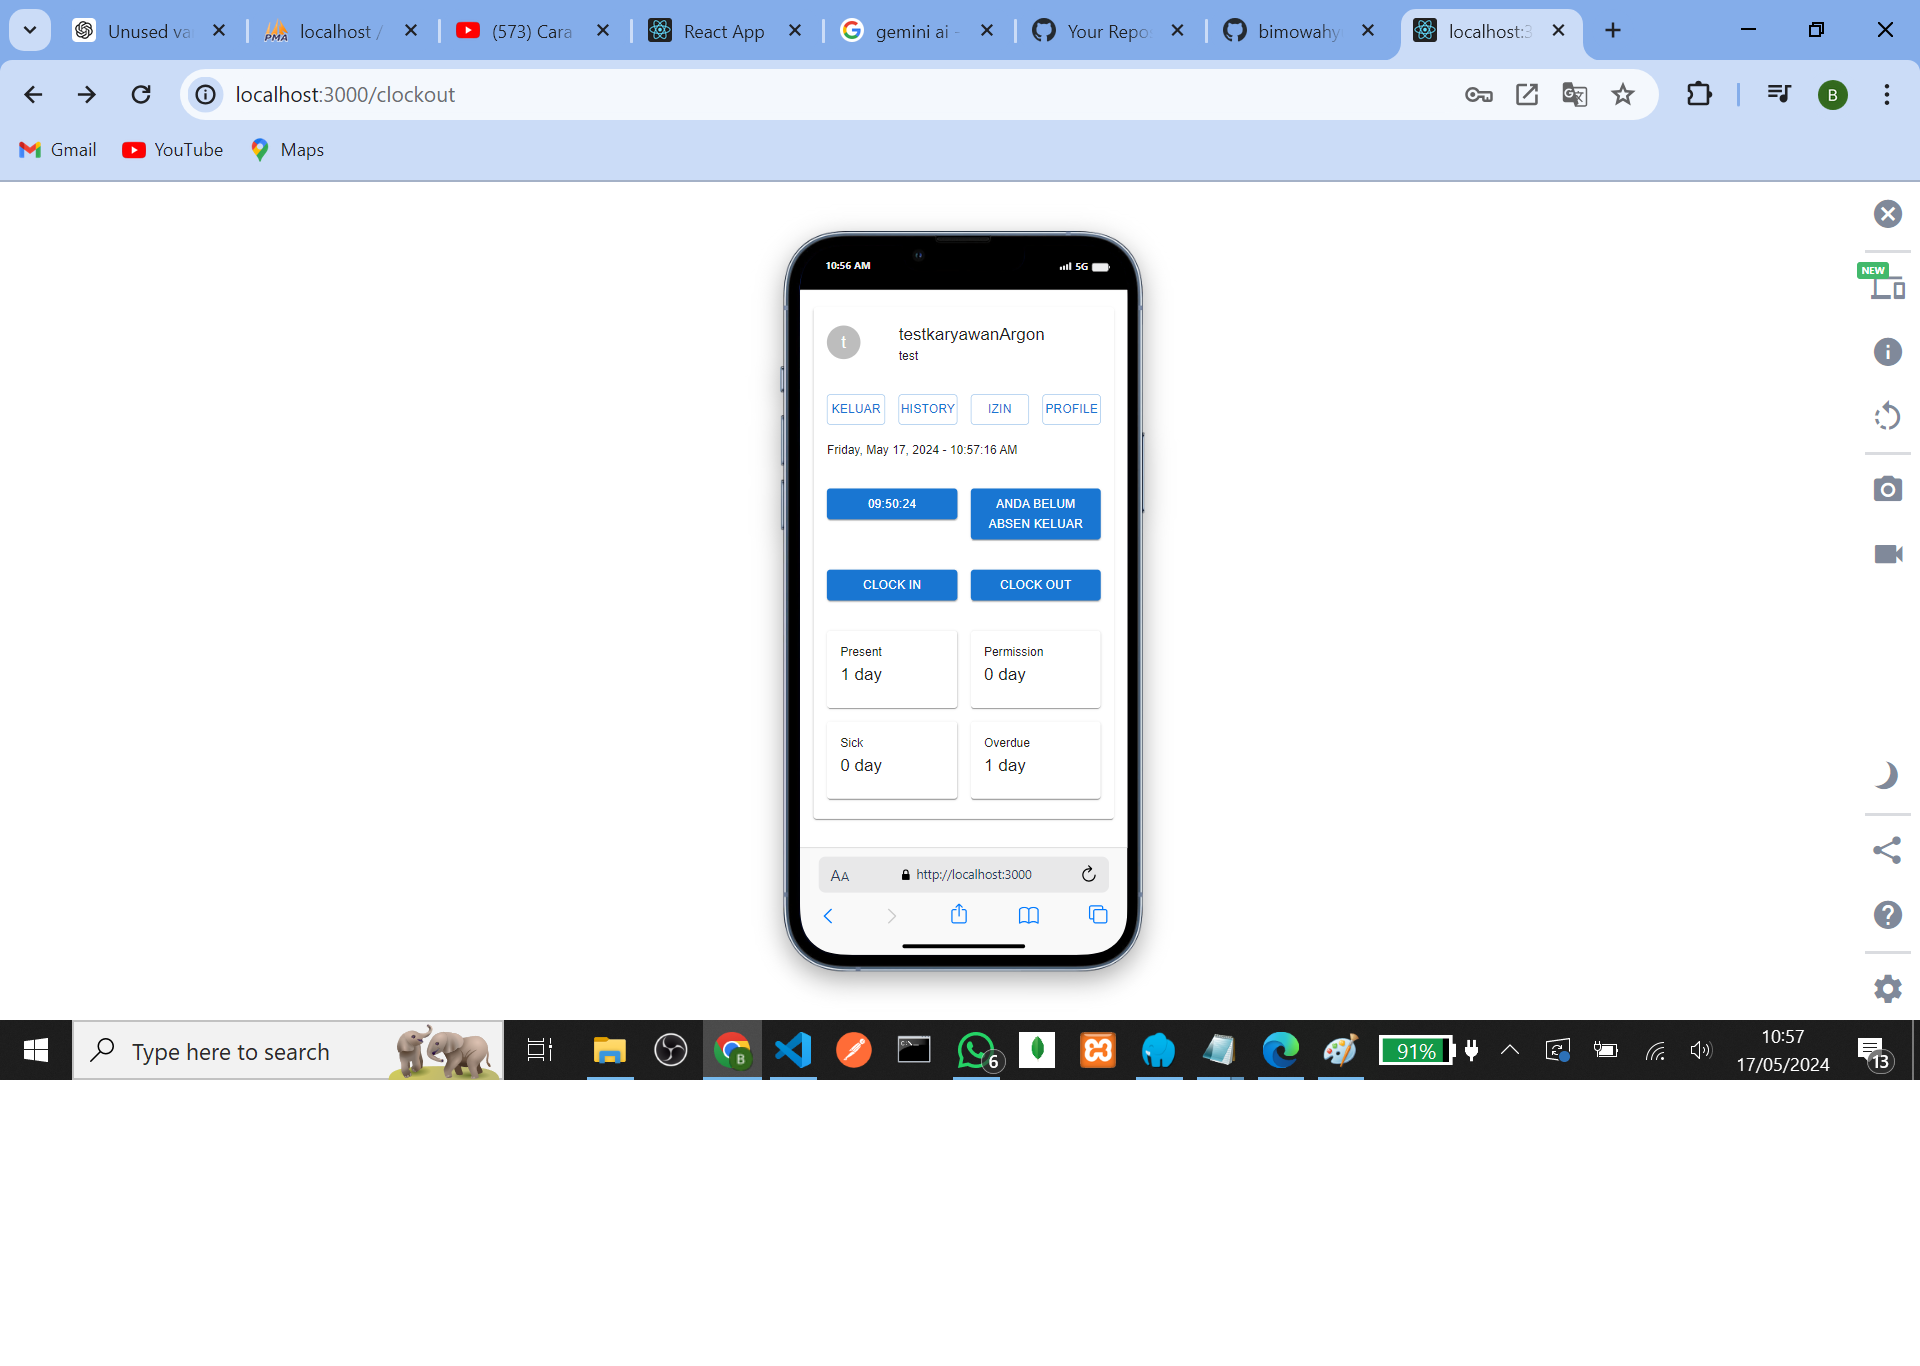 Unused va
localhost /
(573) Cara
React App
gemini ai -
Your Repo
bimowahy
localhost:3
localhost:3000/clockout
B
Gmail
YouTube
Maps
NEW
10:56 AM
5G
t
testkaryawanArgon
test
KELUAR
HISTORY
IZIN
PROFILE
Friday, May 17, 2024 - 10:57:16 AM
09:50:24
ANDA BELUM
ABSEN KELUAR
CLOCK IN
CLOCK OUT
Present
1 day
Permission
0 day
Sick
0 day
Overdue
1 day
AA
http://localhost:3000
Type here to search
B
6
91%
10:57
17/05/2024
13